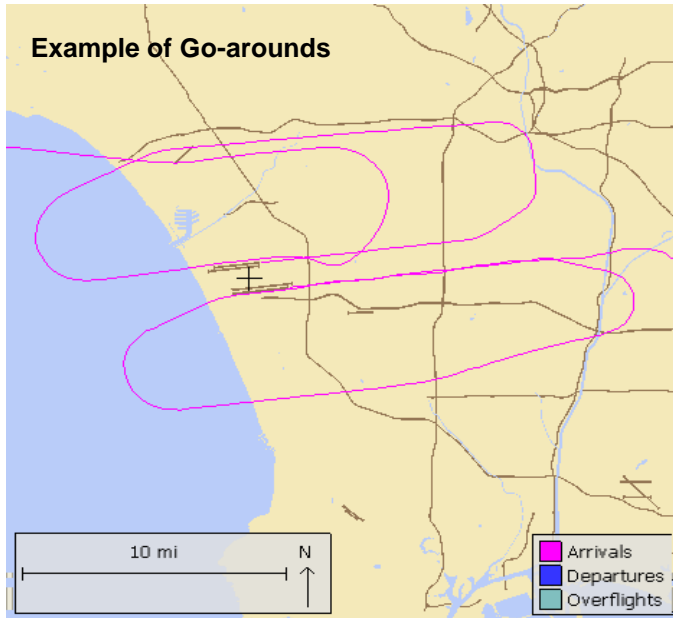 Example of Go-arounds
10 mi
N
Arrivals
Departures
Overflights